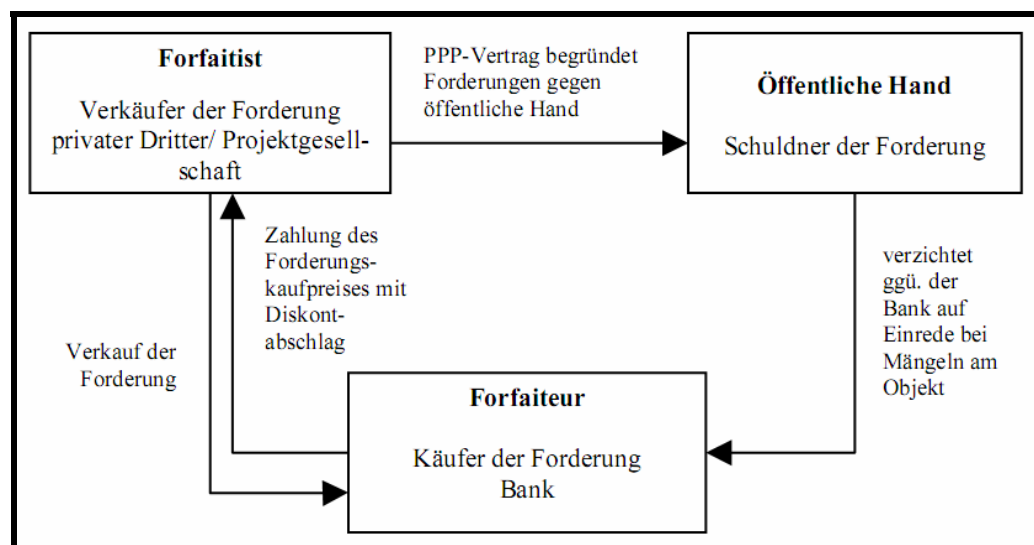 Forfaitist
Verkäufer der Forderung
privater Dritter/ Projektgesell-
schaft
PPP-Vertrag begründet
Forderungen gegen
öffentliche Hand
Öffentliche Hand
Schuldner der Forderung
Zahlung des
Forderungs-
kaufpreises mit
Diskont-
abschlag
verzichtet
ggü. der
Bank auf
Einrede bei
Mängeln am
Objekt
Verkauf der
Forderung
Forfaiteur
Käufer der Forderung
Bank